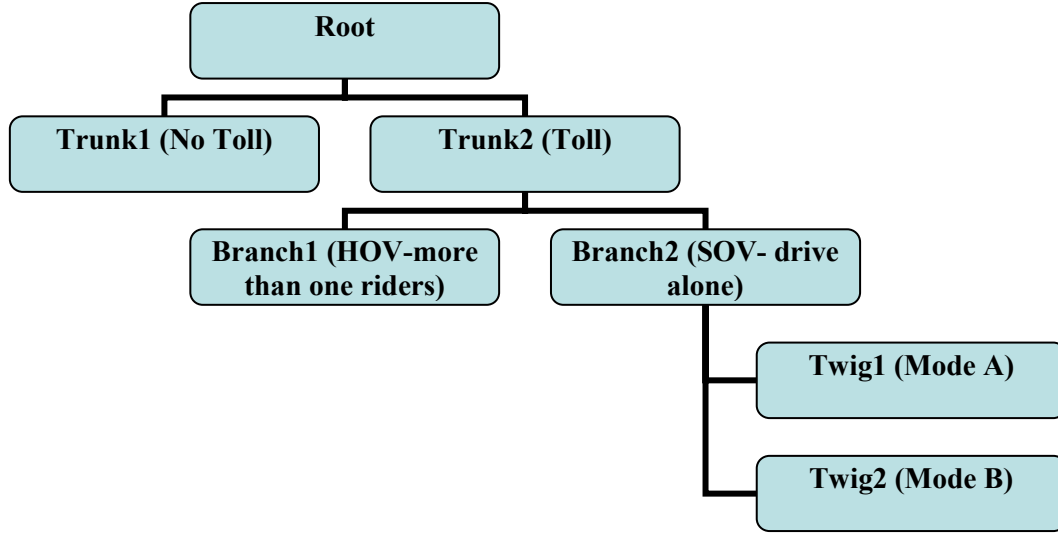 Root
Trunk1 (No Toll)
Trunk2 (Toll)
Branch1 (HOV-more
than one riders)
Branch2 (SOV- drive
alone)
Twig1 (Mode A)
Twig2 (Mode B)